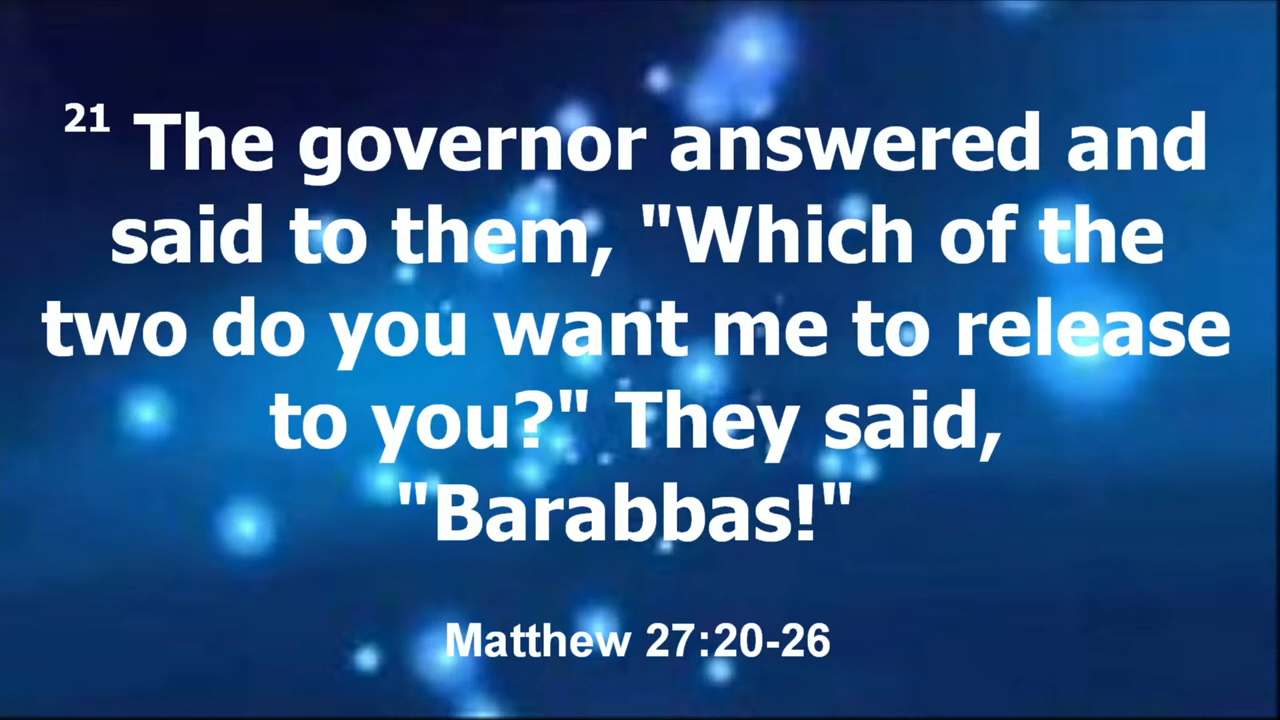 21 The governor answered and
said to them, "Which of the
two do you want me to release
to you?" They said,
"Barabbas!"
Matthew 27:20-26